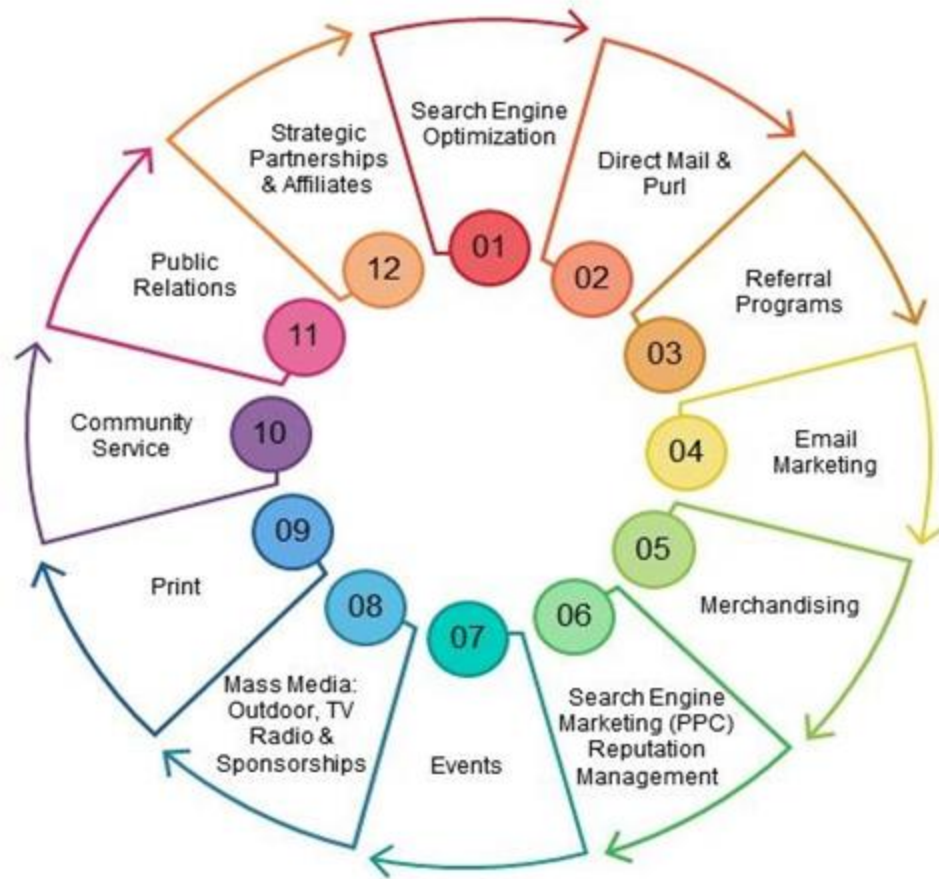 01
Search Engine
Optimization
02
Direct Mail &
Purl
03
Referral
Programs
04
Email
Marketing
05
Merchandising
06
Search Engine
Marketing (PPC)
Reputation
Management
07
Events
08
Mass Media:
Outdoor, TV
Radio &
Sponsorships
09
Print
10
Community
Service
11
Public
Relations
12
Strategic
Partnerships
& Affiliates